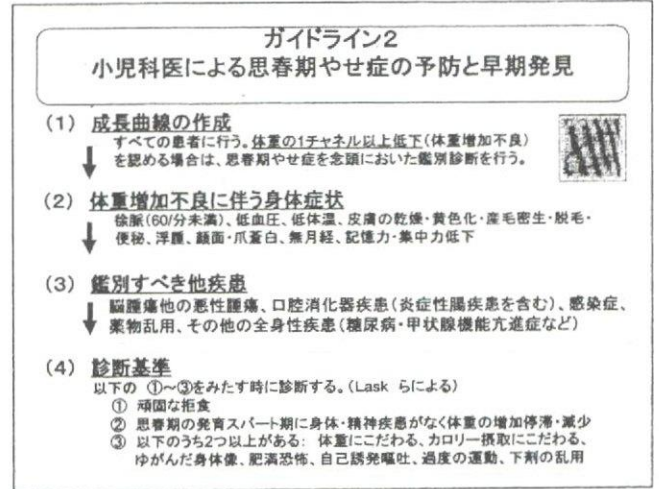 ガイドライン2
小児科医による思春期やせ症の予防と早期発見
(1) 成長曲線の作成
すべての患者に行う。体重の1チャネル以上低下(体重増加不良)
を認める場合は、思春期やせ症を念頭においた鑑別診断を行う。
(2) 体重増加不良に伴う身体症状
徐脈(60/分未満)、低血圧、低体温、皮膚の乾燥・黄色化・産毛密生・脱毛・
便秘、浮腫、顔面・爪蒼白、無月経、記憶力・集中力低下
(3) 鑑別すべき他疾患
脳腫瘍他の悪性腫瘍、口腔消化器疾患(炎症性腸疾患を含む)、感染症、
薬物乱用、その他の全身性疾患(糖尿病・甲状腺機能亢進症など)
(4) 診断基準
以下の ①~③をみたす時に診断する。(Lask らによる)
① 頑固な拒食
② 思春期の発育スパート期に身体・精神疾患がなく体重の増加停滞・減少
③ 以下のうち2つ以上がある: 体重にこだわる、カロリー摂取にこだわる、
ゆがんだ身体像、肥満恐怖、自己誘発嘔吐、過度の運動、下剤の乱用